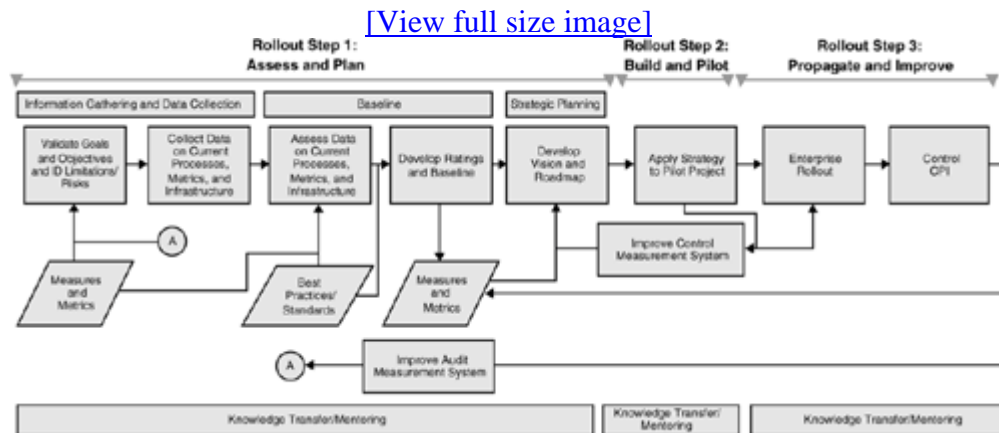 [View full size image]
Rollout Step 1:
Assess and Plan
Rollout Step 2:
Build and Pilot
Rollout Step 3:
Propagate and Improve
Information Gathering and Data Collection
Baseline
Strategic Planning
Validate Goals
and Objectives
and ID Limitations/
Risks
Collect Data
on Current
Processes,
Metrics, and
Infrastructure
Assess Data
on Current
Processes,
Metrics, and
Infrastructure
Develop Ratings
and Baseline
Develop
Vision and
Roadmap
Apply Strategy
to Pilot Project
Enterprise
Rollout
Control
CPI
A
Improve Control
Measurement System
Measures
and
Metrics
Best
Practices/
Standards
Measures
and
Metrics
A
Improve Audit
Measurement System
Knowledge Transfer/Mentoring
Knowledge Transfer/
Mentoring
Knowledge Transfer/Mentoring